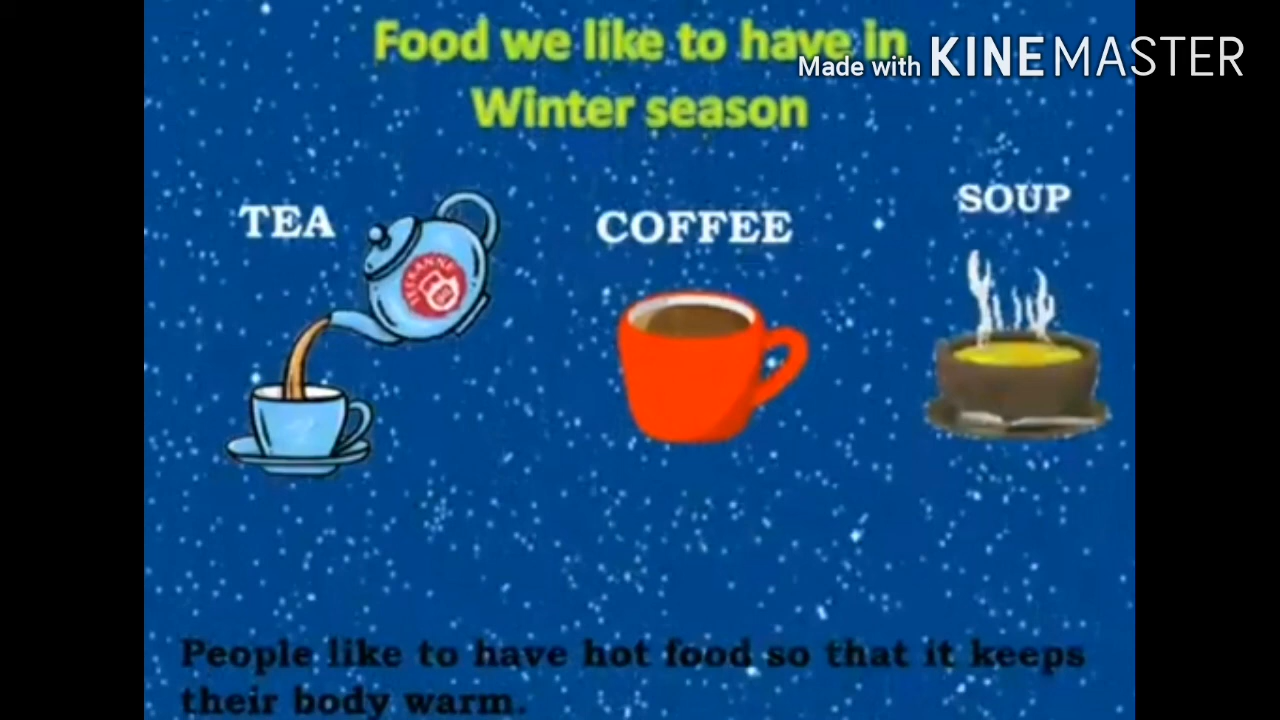 Food we like to have in
Made with KINEMASTER
Winter season
TEA
COFFEE
SOUP
TEEKANNE
People like to have hot food so that it keeps
their body warm.